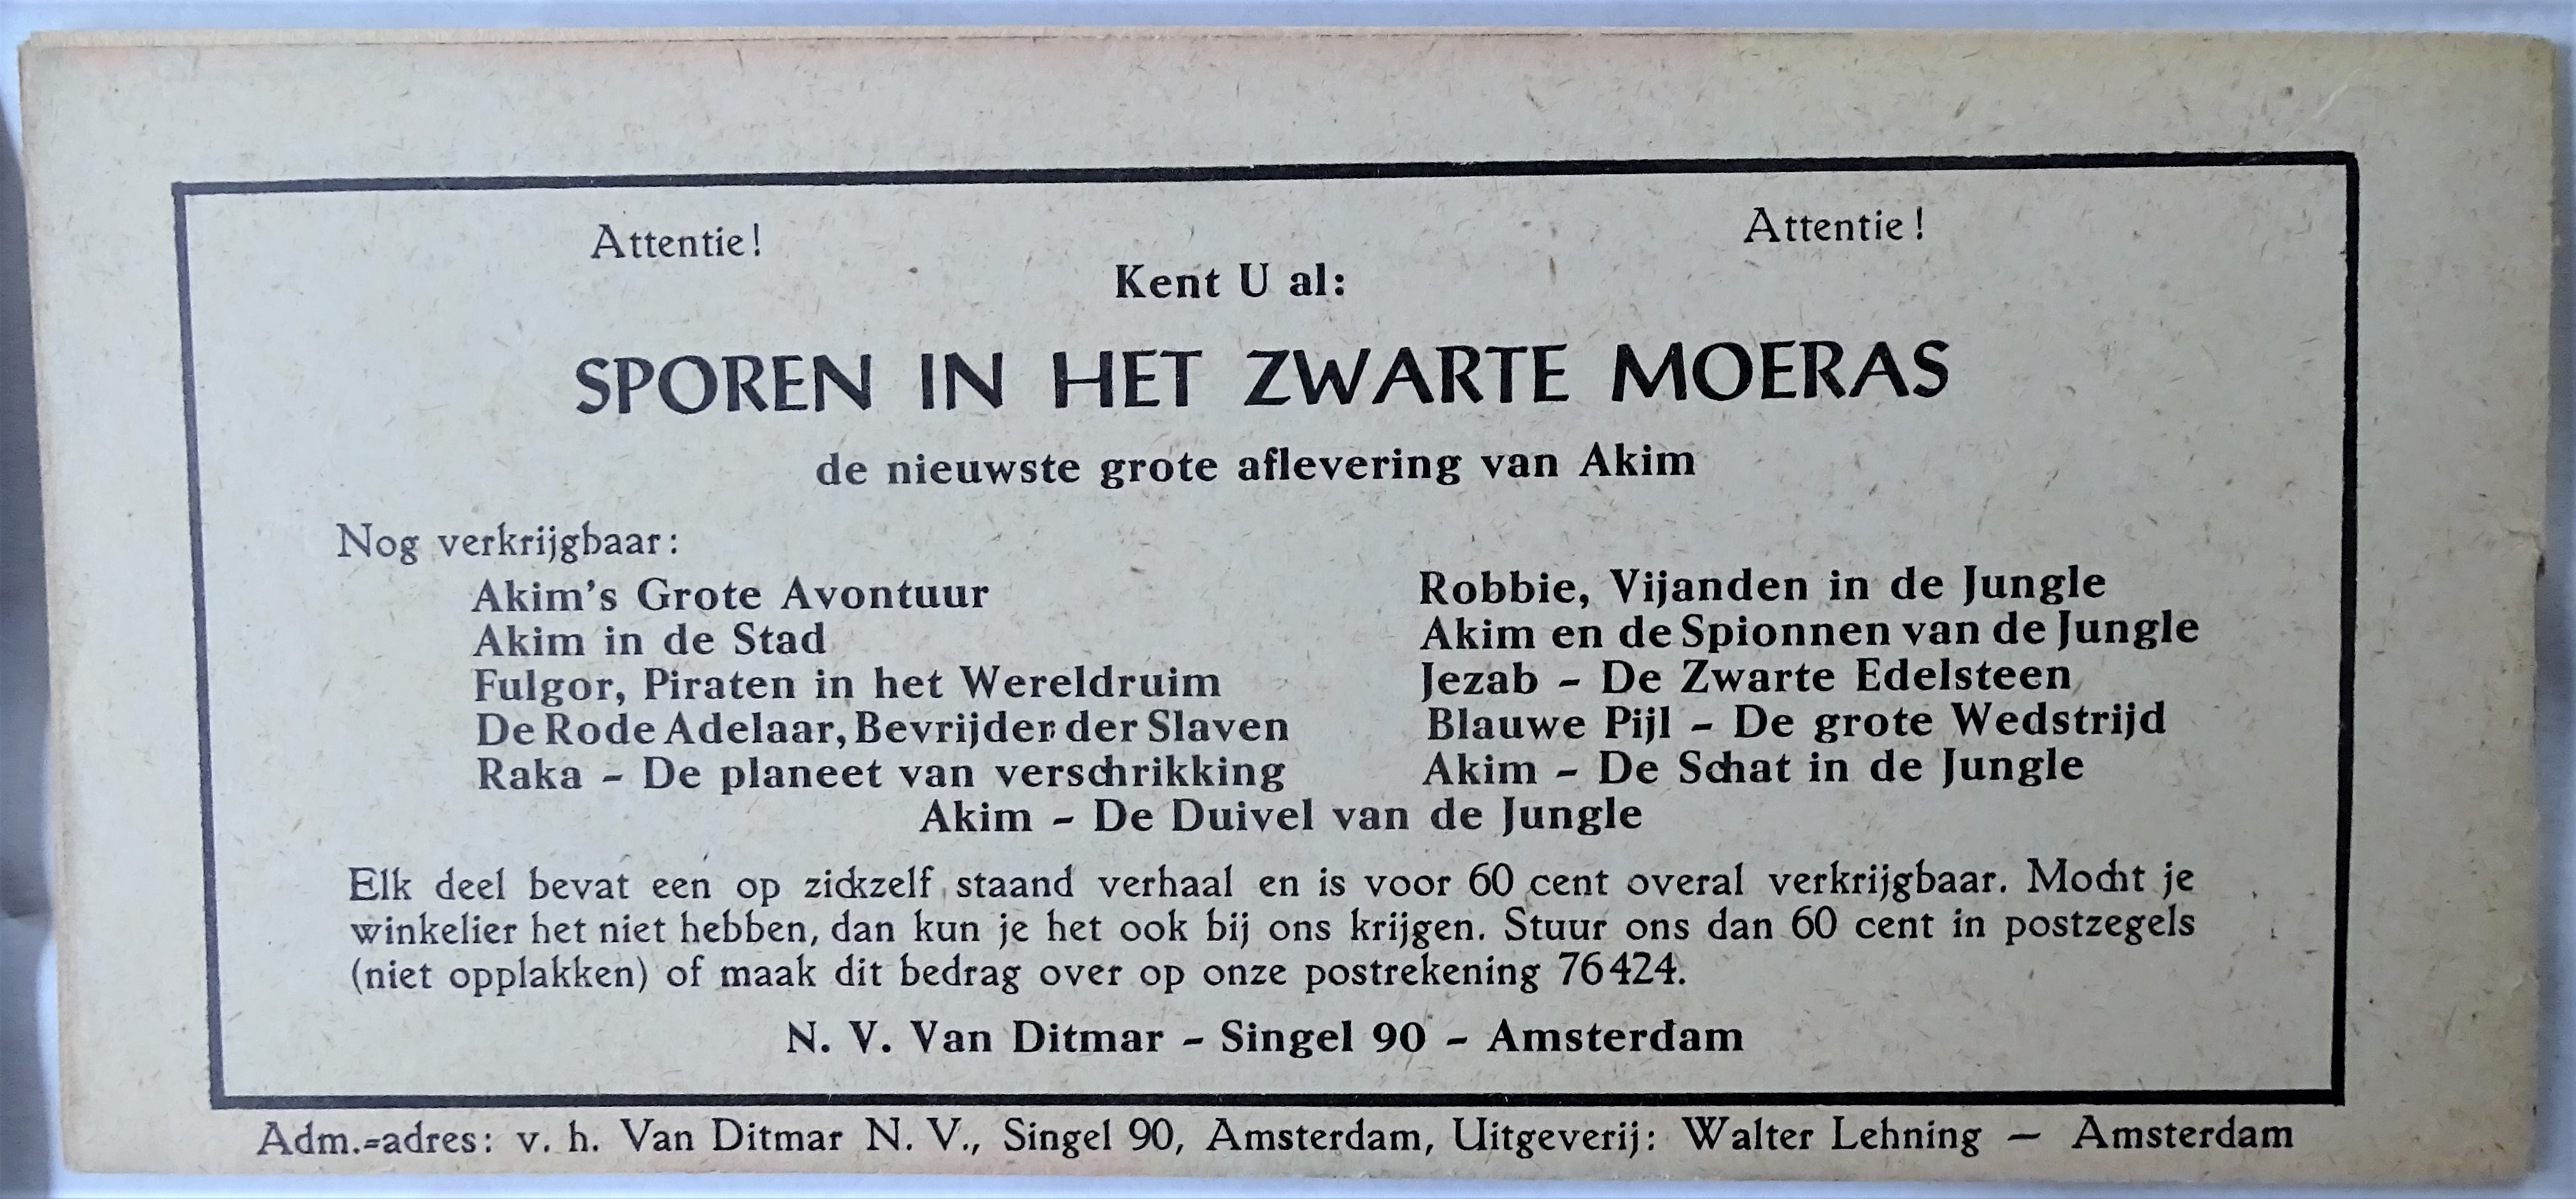 Attentie! Attentie!
Kent U al:
SPOREN IN HET ZWARTE MOERAS
de nieuwste grote aflevering van Akim
Nog verkrijgbaar:
Akim's Grote Avontuur
Akim in de Stad
Fulgor, Piraten in het Wereldruim
De Rode Adelaar, Bevrijder der Slaven
Raka - De planeet van verschrikking
Robbie, Vijanden in de Jungle
Akim en de Spionnen van de Jungle
Jezab - De Zwarte Edelsteen
Blauwe Pijl - De grote Wedstrijd
Akim - De Schat in de Jungle
Akim - De Duivel van de Jungle
Elk deel bevat een op zickzelf staand verhaal en is voor 60 cent overal verkrijgbaar. Mocht je
winkelier het niet hebben, dan kun je het ook bij ons krijgen. Stuur ons dan 60 cent in postzegels
(niet opplakken) of maak dit bedrag over op onze postrekening 76424.
N. V. Van Ditmar - Singel 90 - Amsterdam
Adm.=adres: v. h. Van Ditmar N. V., Singel 90, Amsterdam, Uitgeverij: Walter Lehning — Amsterdam